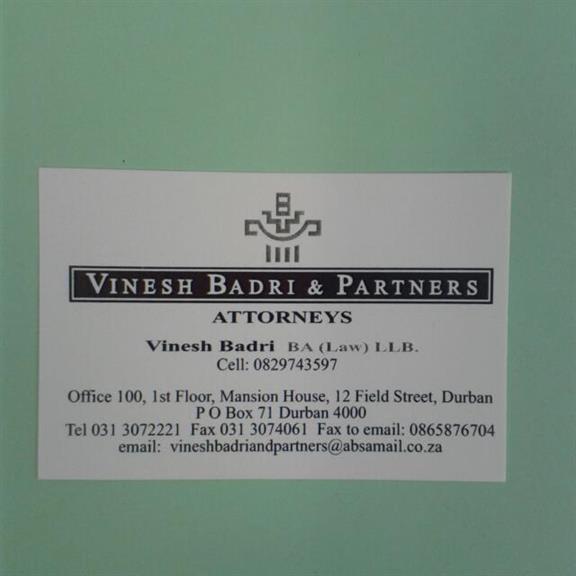 VINESH BADRI & PARTNERS
ATTORNEYS
Vinesh Badri BA (Law) LLB.
Cell: 0829743597
Office 100, 1st Floor, Mansion House, 12 Field Street, Durban
P O Box 71 Durban 4000
Tel 031 3072221 Fax 031 3074061 Fax to email: 0865876704
email: vineshbadriandpartners@absamail.co.za